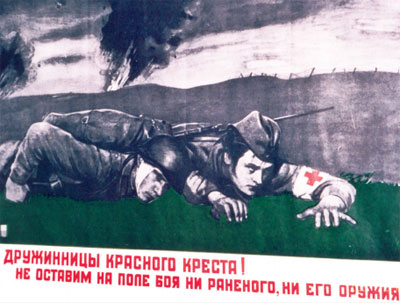 ДРУЖИННИЦЫ КРАСНОГО КРЕСТА!
НЕ ОСТАВИМ НА ПОЛЕ БОЯ НИ РАНЕНОГО, НИ ЕГО ОРУЖИЯ